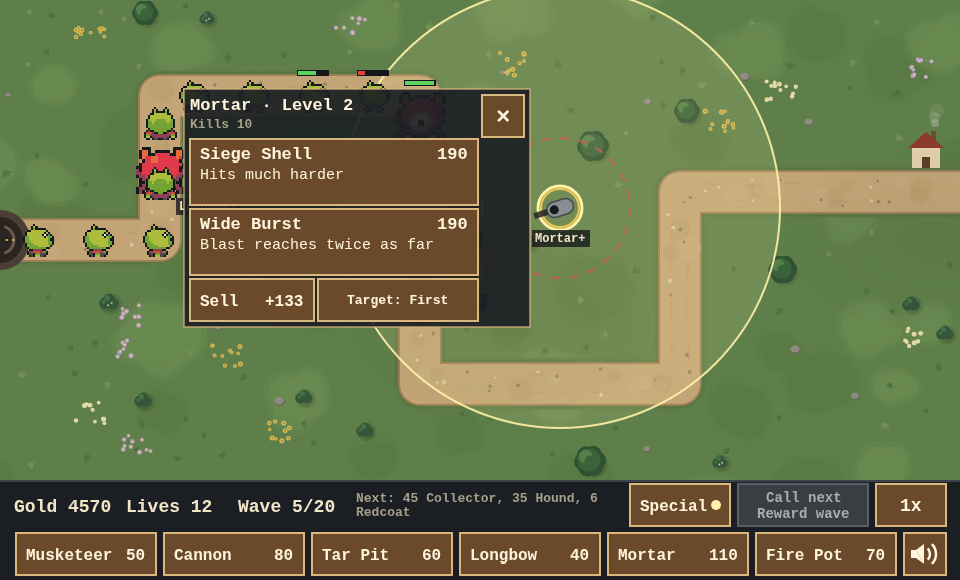 Mortar · Level 2
Kills 10
×
Siege Shell 190
Hits much harder
Wide Burst 190
Blast reaches twice as far
Sell +133
Target: First
Mortar+
Gold 4570 Lives 12 Wave 5/20
Next: 45 Collector, 35 Hound, 6
Redcoat
Special
Call next
Reward wave
1x
Musketeer 50
Cannon 80
Tar Pit 60
Longbow 40
Mortar 110
Fire Pot 70